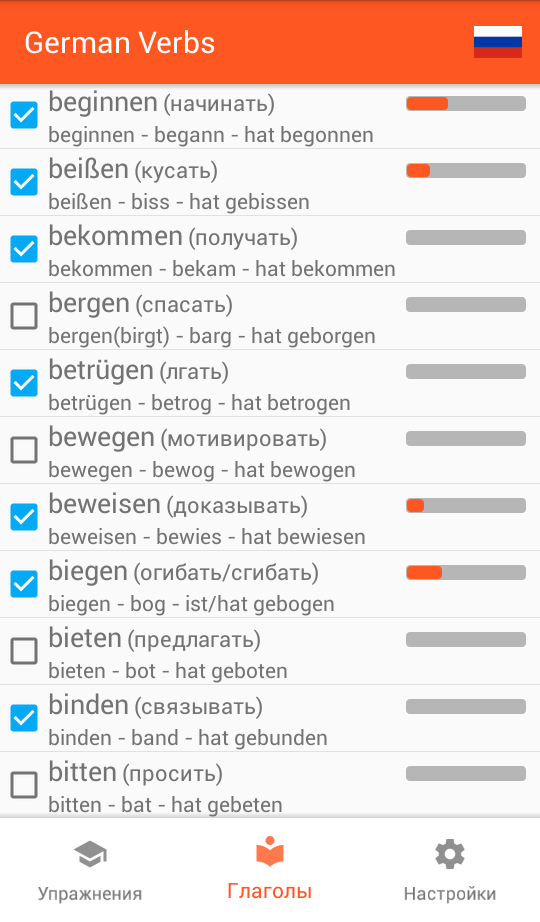 German Verbs
beginnen (начинать)
beginnen - begann - hat begonnen
beißen (кусать)
beißen - biss - hat gebissen
bekommen (получать)
bekommen - bekam - hat bekommen
bergen (спасать)
bergen(birgt) - barg - hat geborgen
betrügen (лгать)
betrügen - betrog - hat betrogen
bewegen (мотивировать)
bewegen - bewog - hat bewogen
beweisen (доказывать)
beweisen - bewies - hat bewiesen
biegen (огибать/сгибать)
biegen - bog - ist/hat gebogen
bieten (предлагать)
bieten - bot - hat geboten
binden (связывать)
binden - band - hat gebunden
bitten (просить)
bitten - bat - hat gebeten
Упражнения Глаголы Настройки